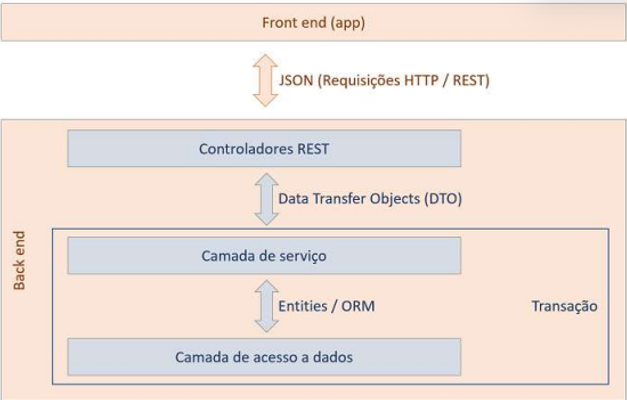 Front end (app)
JSON (Requisições HTTP / REST)
Controladores REST
Data Transfer Objects (DTO)
Back end
Camada de serviço
Entities / ORM
Transação
Camada de acesso a dados